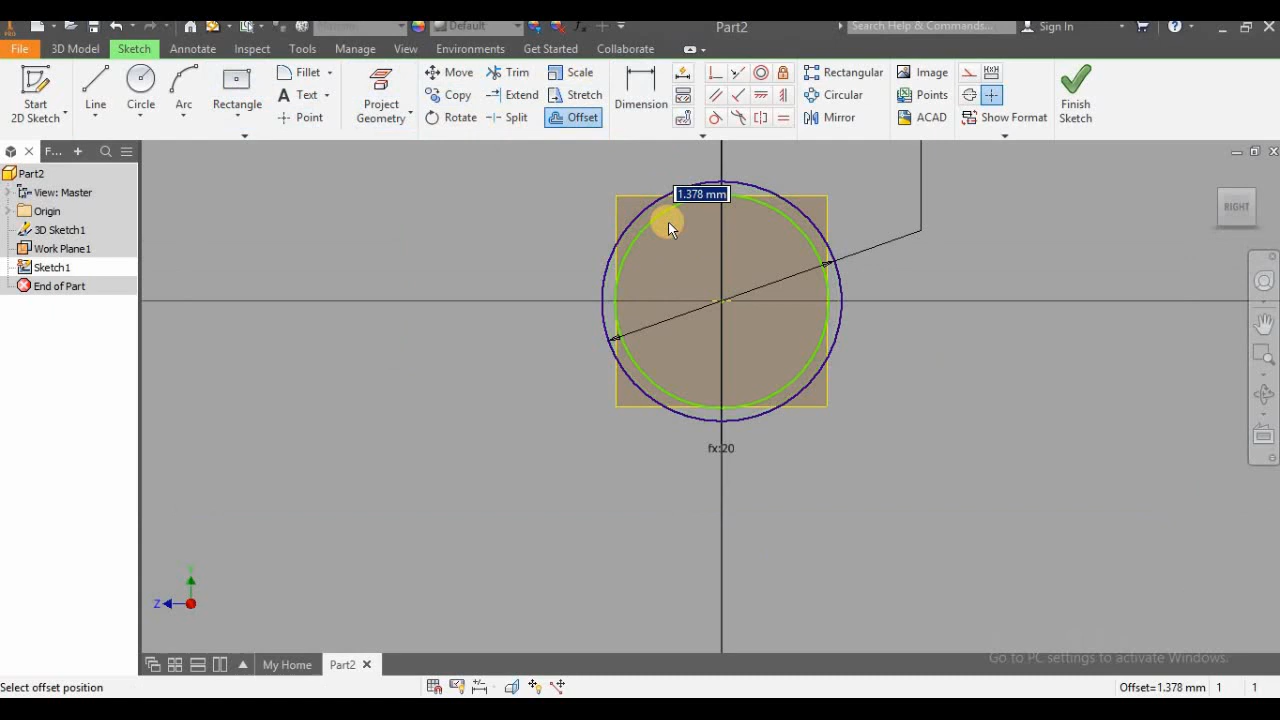 Material
Default
Part2
Search Help & Commands...
Sign In
PRO
File
3D Model
Sketch
Annotate
Inspect
Tools
Manage
View
Environments
Get Started
Collaborate
Start
2D Sketch
Line
Circle
Arc
Rectangle
Fillet
Text
Point
Project
Geometry
Move
Trim
Scale
Copy
Extend
Stretch
Rotate
Split
Offset
Dimension
Rectangular
Circular
Mirror
Image
Points
ACAD
Show Format
Finish
Sketch
F...
Part2
View: Master
Origin
3D Sketch1
Work Plane1
Sketch1
End of Part
1.378 mm
RIGHT
fx:20
Y
Z
My Home
Part2
Go to PC settings to activate Windows.
Select offset position
Offset=1.378 mm
1
1